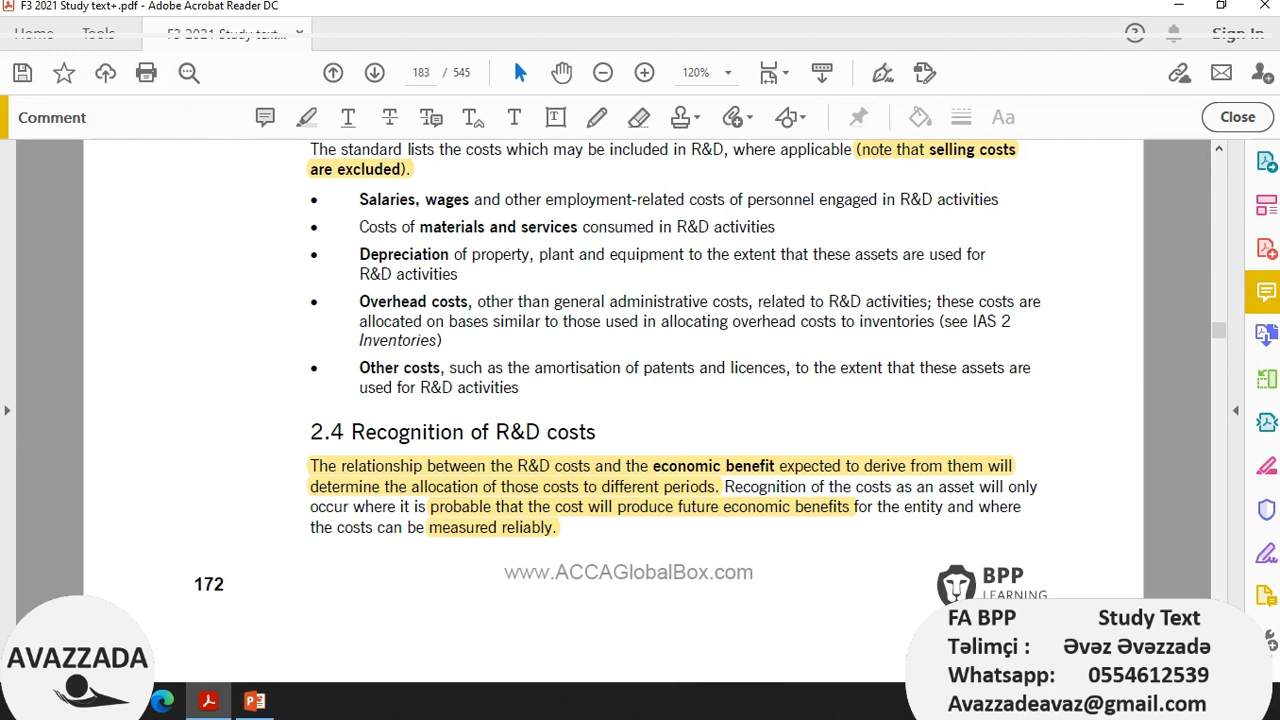 F3 2021 Study text+.pdf - Adobe Acrobat Reader DC
Home Tools F3 2021 Study text... × Sign In
183 / 545 120%
Comment Aa Close
The standard lists the costs which may be included in R&D, where applicable (note that selling costs
are excluded).
• Salaries, wages and other employment-related costs of personnel engaged in R&D activities
• Costs of materials and services consumed in R&D activities
• Depreciation of property, plant and equipment to the extent that these assets are used for
R&D activities
• Overhead costs, other than general administrative costs, related to R&D activities; these costs are
allocated on bases similar to those used in allocating overhead costs to inventories (see IAS 2
Inventories)
• Other costs, such as the amortisation of patents and licences, to the extent that these assets are
used for R&D activities
2.4 Recognition of R&D costs
The relationship between the R&D costs and the economic benefit expected to derive from them will
determine the allocation of those costs to different periods. Recognition of the costs as an asset will only
occur where it is probable that the cost will produce future economic benefits for the entity and where
the costs can be measured reliably.
172
www.ACCAGlobalBox.com
BPP
LEARNING
AVAZZADA
FA BPP Study Text
Təlimçi : Əvəz Əvəzzadə
Whatsapp: 0554612539
Avazzadeavaz@gmail.com